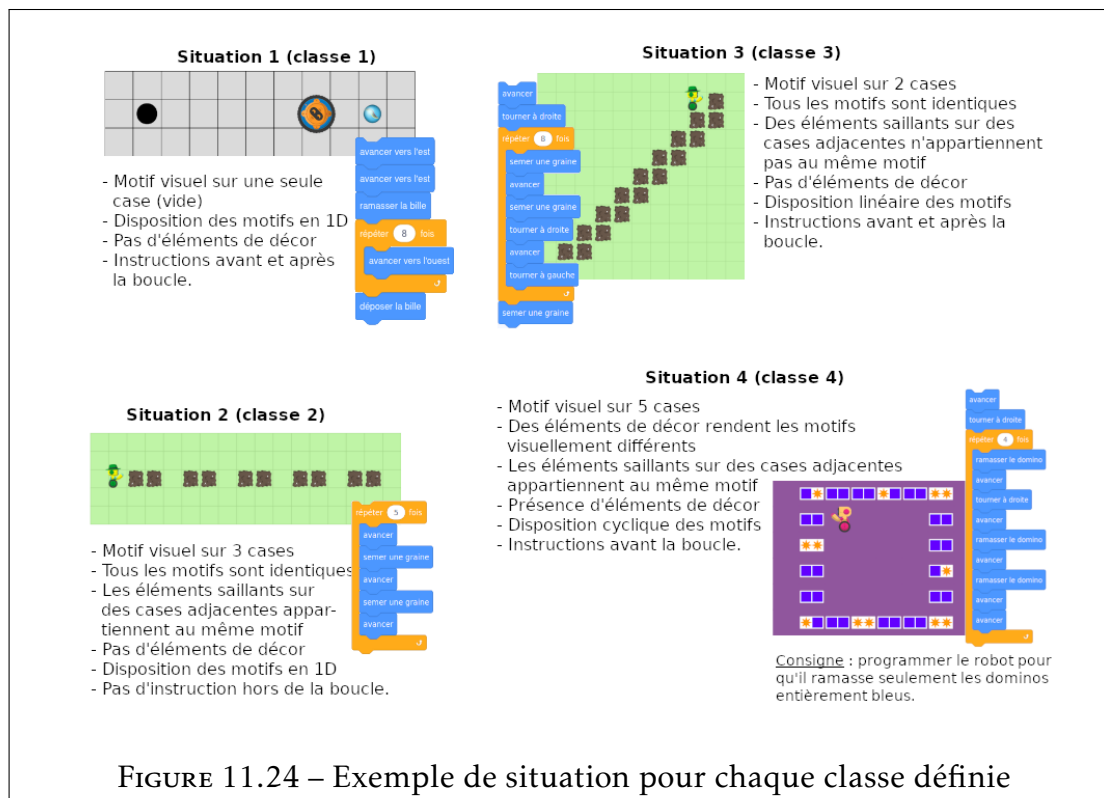 Situation 1 (classe 1)
avancer vers l'est
avancer vers l'est
ramasser la bille
répéter 8 fois
avancer vers l'ouest
déposer la bille
- Motif visuel sur une seule
case (vide)
- Disposition des motifs en 1D
- Pas d'éléments de décor
- Instructions avant et après
la boucle.
Situation 3 (classe 3)
avancer
tourner à droite
répéter 8 fois
semer une graine
avancer
semer une graine
tourner à droite
avancer
tourner à gauche
semer une graine
- Motif visuel sur 2 cases
- Tous les motifs sont identiques
- Des éléments saillants sur des
cases adjacentes n'appartiennent
pas au même motif
- Pas d'éléments de décor
- Disposition linéaire des motifs
- Instructions avant et après la
boucle.
Situation 2 (classe 2)
répéter 5 fois
avancer
semer une graine
avancer
semer une graine
avancer
- Motif visuel sur 3 cases
- Tous les motifs sont identiques
- Les éléments saillants sur
des cases adjacentes appar-
tiennent au même motif
- Pas d'éléments de décor
- Disposition des motifs en 1D
- Pas d'instruction hors de la boucle.
Situation 4 (classe 4)
- Motif visuel sur 5 cases
- Des éléments de décor rendent les motifs
visuellement différents
- Les éléments saillants sur des cases adjacentes
appartiennent au même motif
- Présence d'éléments de décor
- Disposition cyclique des motifs
- Instructions avant la boucle.
avancer
tourner à droite
répéter 4 fois
ramasser le domino
avancer
tourner à droite
avancer
ramasser le domino
avancer
ramasser le domino
avancer
avancer
Consigne : programmer le robot pour
qu'il ramasse seulement les dominos
entièrement bleus.
FIGURE 11.24 – Exemple de situation pour chaque classe définie